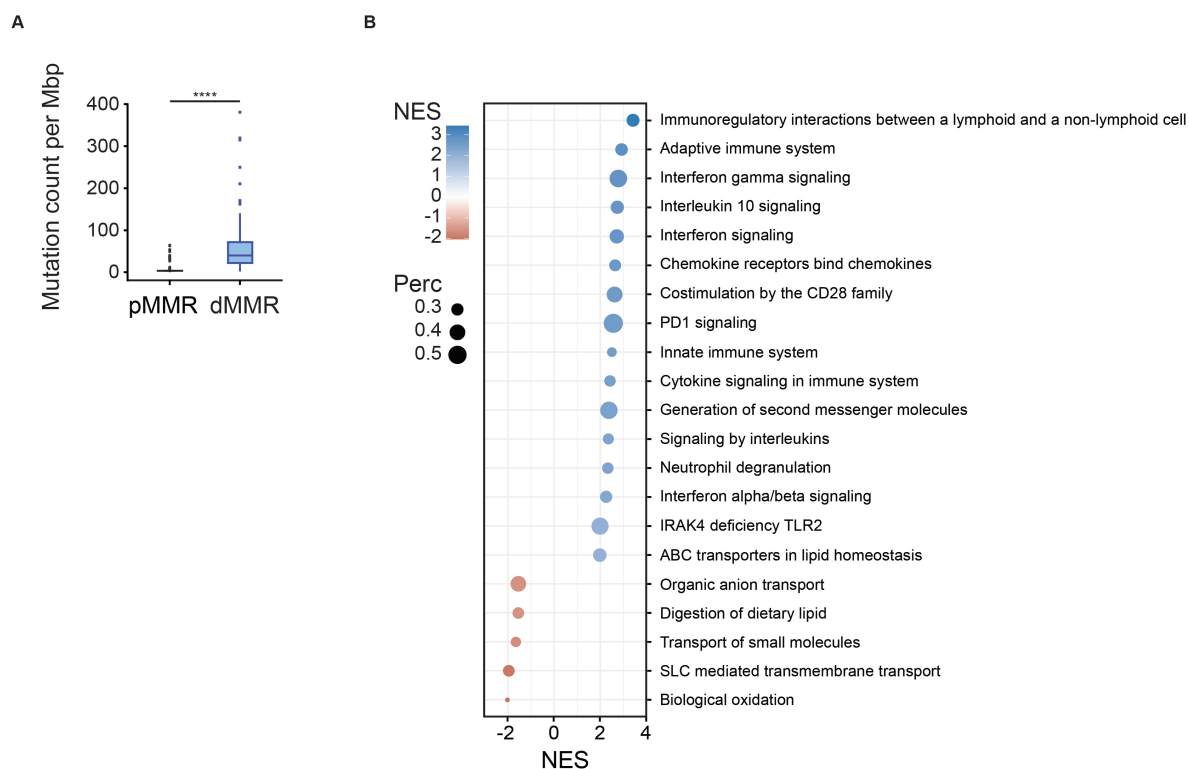 A
B
Mutation count per Mbp
****
400
300
200
100
0
pMMR
dMMR
NES
3
2
1
0
-1
-2
Perc
0.3
0.4
0.5
Immunoregulatory interactions between a lymphoid and a non-lymphoid cell
Adaptive immune system
Interferon gamma signaling
Interleukin 10 signaling
Interferon signaling
Chemokine receptors bind chemokines
Costimulation by the CD28 family
PD1 signaling
Innate immune system
Cytokine signaling in immune system
Generation of second messenger molecules
Signaling by interleukins
Neutrophil degranulation
Interferon alpha/beta signaling
IRAK4 deficiency TLR2
ABC transporters in lipid homeostasis
Organic anion transport
Digestion of dietary lipid
Transport of small molecules
SLC mediated transmembrane transport
Biological oxidation
-2 0 2 4
NES